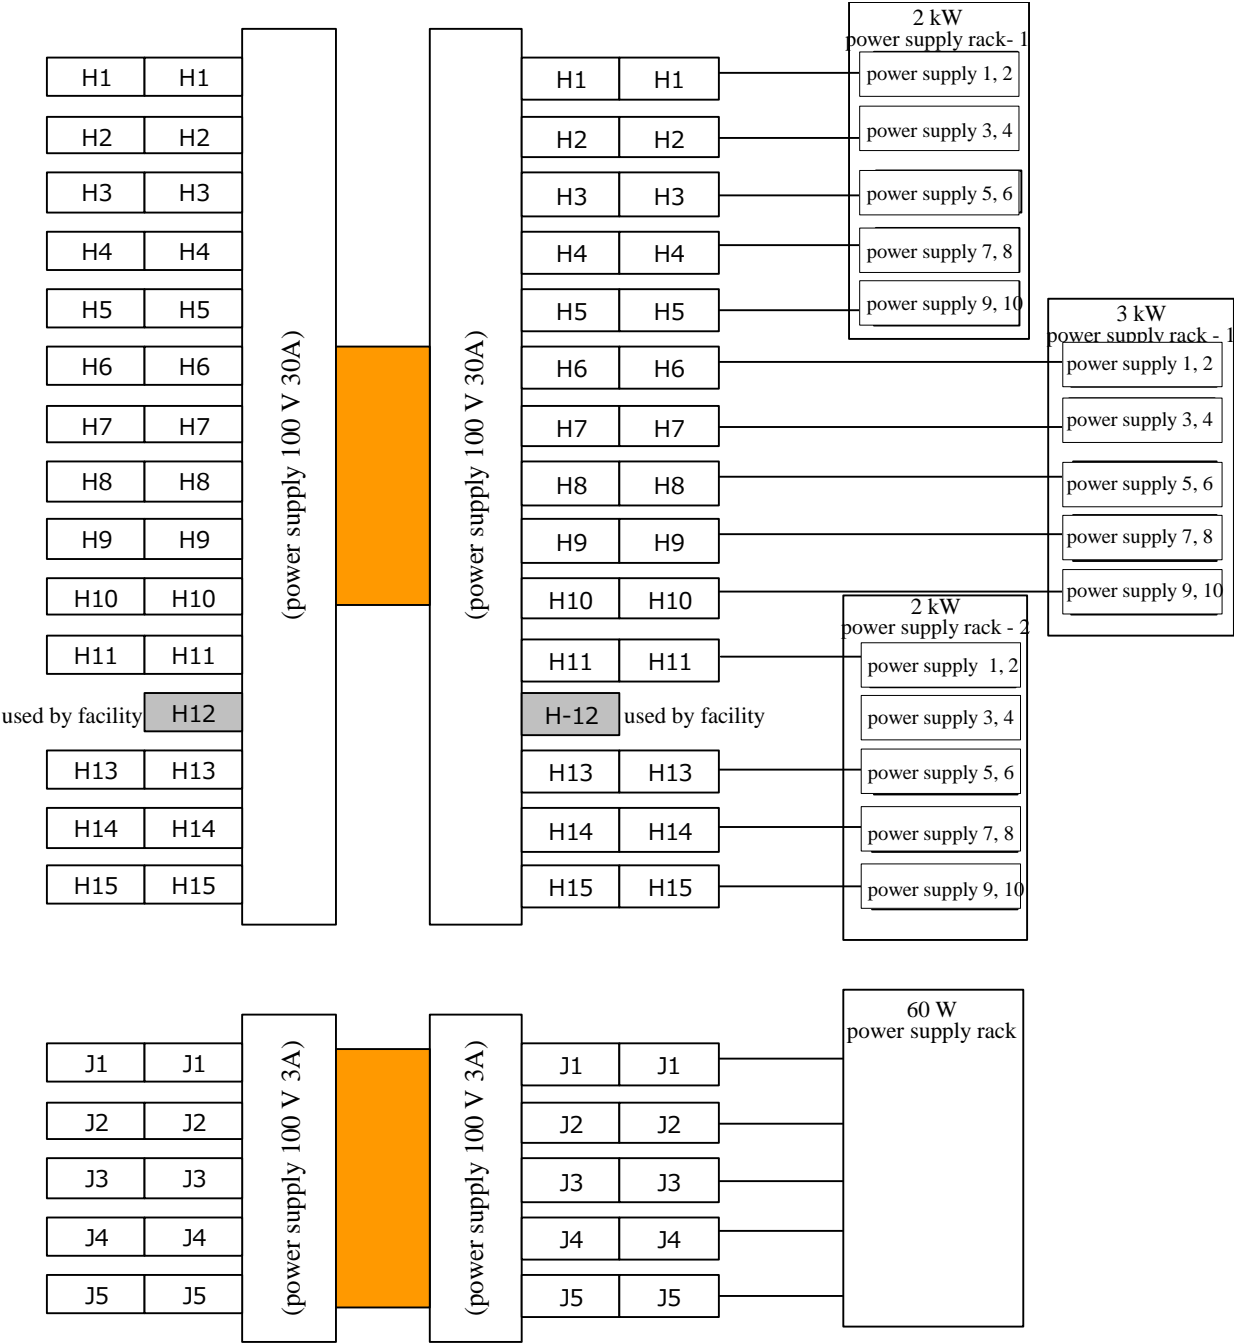 2 kW
power supply rack- 1
H1 H1 H1 H1 power supply 1, 2
H2 H2 H2 H2 power supply 3, 4
H3 H3 H3 H3 power supply 5, 6
H4 H4 H4 H4 power supply 7, 8
H5 H5 H5 H5 power supply 9, 10
3 kW
power supply rack - 1
H6 H6 H6 H6 power supply 1, 2
H7 H7 H7 H7 power supply 3, 4
H8 H8 H8 H8 power supply 5, 6
H9 H9 H9 H9 power supply 7, 8
H10 H10 H10 H10 power supply 9, 10
(power supply 100 V 30A)
(power supply 100 V 30A)
2 kW
power supply rack - 2
H11 H11 H11 H11 power supply 1, 2
used by facility H12 H-12 used by facility power supply 3, 4
H13 H13 H13 H13 power supply 5, 6
H14 H14 H14 H14 power supply 7, 8
H15 H15 H15 H15 power supply 9, 10
60 W
power supply rack
J1 J1 J1 J1
J2 J2 J2 J2
J3 J3 J3 J3
J4 J4 J4 J4
J5 J5 J5 J5
(power supply 100 V 3A)
(power supply 100 V 3A)